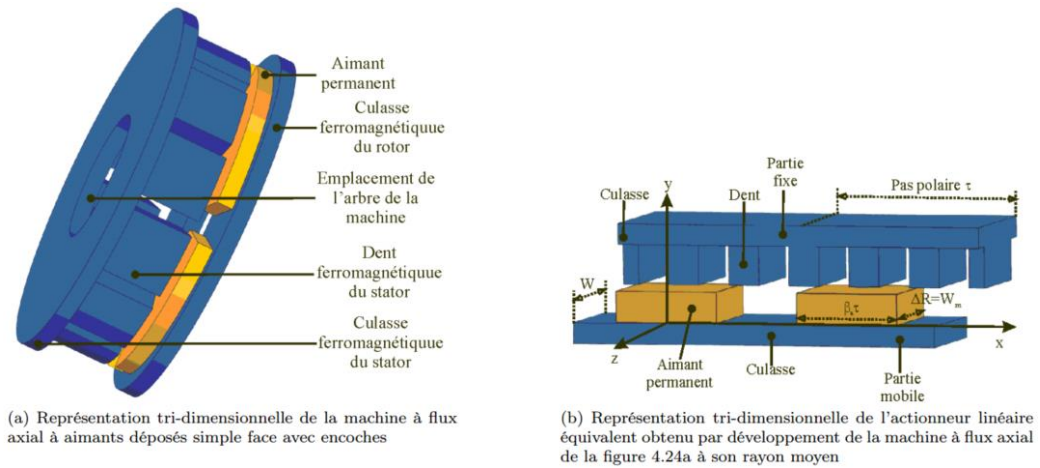 Aimant
permanent
Culasse
ferromagnétiquue
du rotor
Emplacement de
l'arbre de la
machine
Dent
ferromagnétiquue
du stator
Culasse
ferromagnétiquue
du stator
(a) Représentation tri-dimensionnelle de la machine à flux
axial à aimants déposés simple face avec encoches
Culasse
y
Dent
Partie
fixe
Pas polaire τ
W
βₐτ
ΔR=Wₘ
z
x
Aimant
permanent
Culasse
Partie
mobile
(b) Représentation tri-dimensionnelle de l'actionneur linéaire
équivalent obtenu par développement de la machine à flux axial
de la figure 4.24a à son rayon moyen